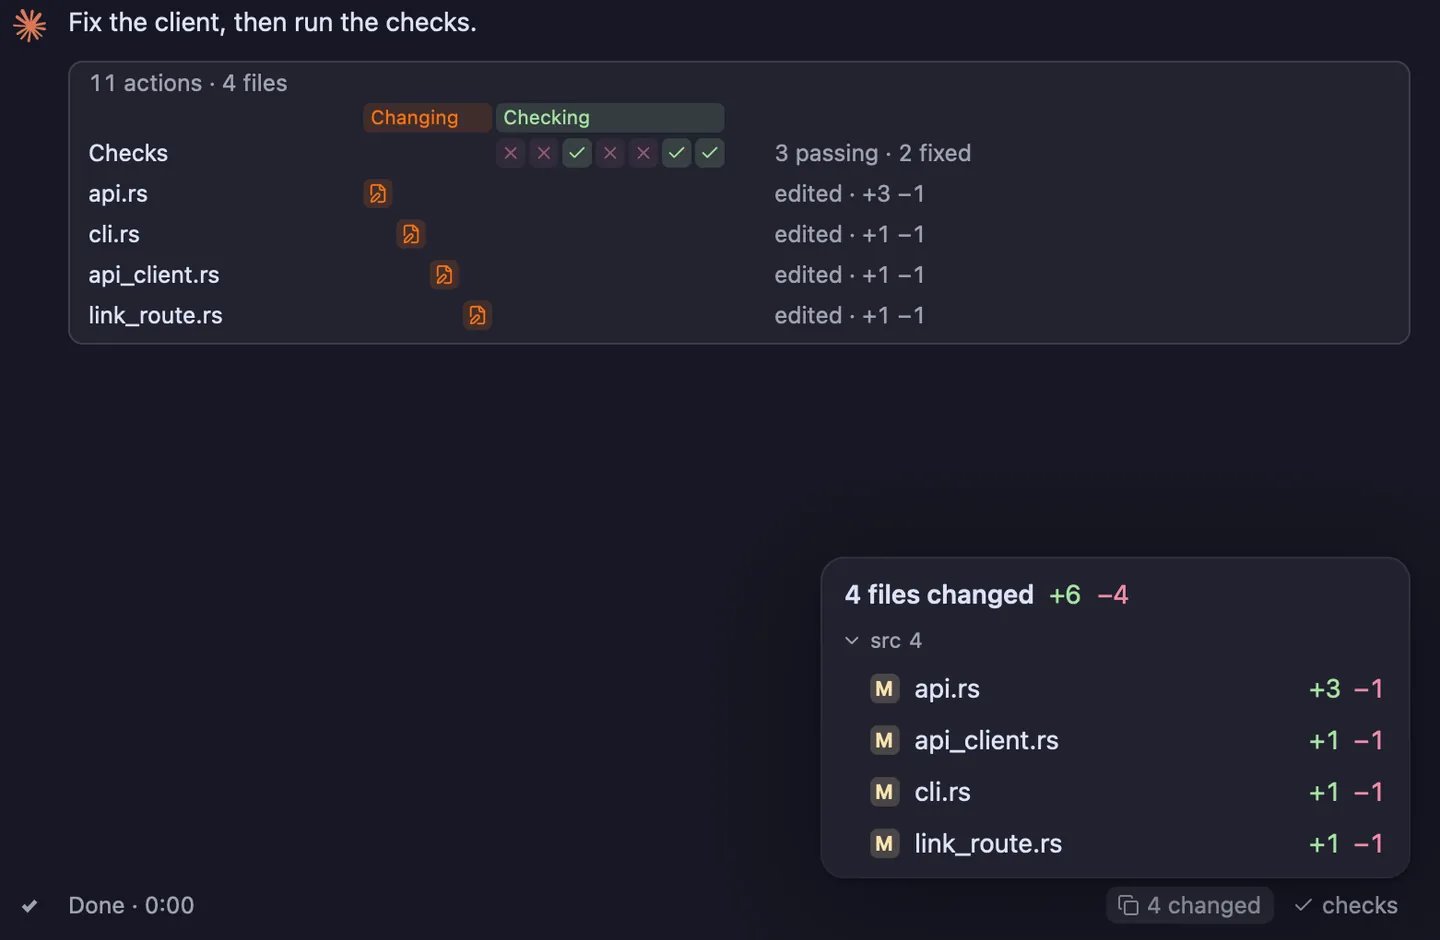 Fix the client, then run the checks.
11 actions · 4 files
Changing Checking
Checks 3 passing · 2 fixed
api.rs edited · +3 −1
cli.rs edited · +1 −1
api_client.rs edited · +1 −1
link_route.rs edited · +1 −1
4 files changed +6 −4
src 4
M api.rs +3 −1
M api_client.rs +1 −1
M cli.rs +1 −1
M link_route.rs +1 −1
Done · 0:00 4 changed checks